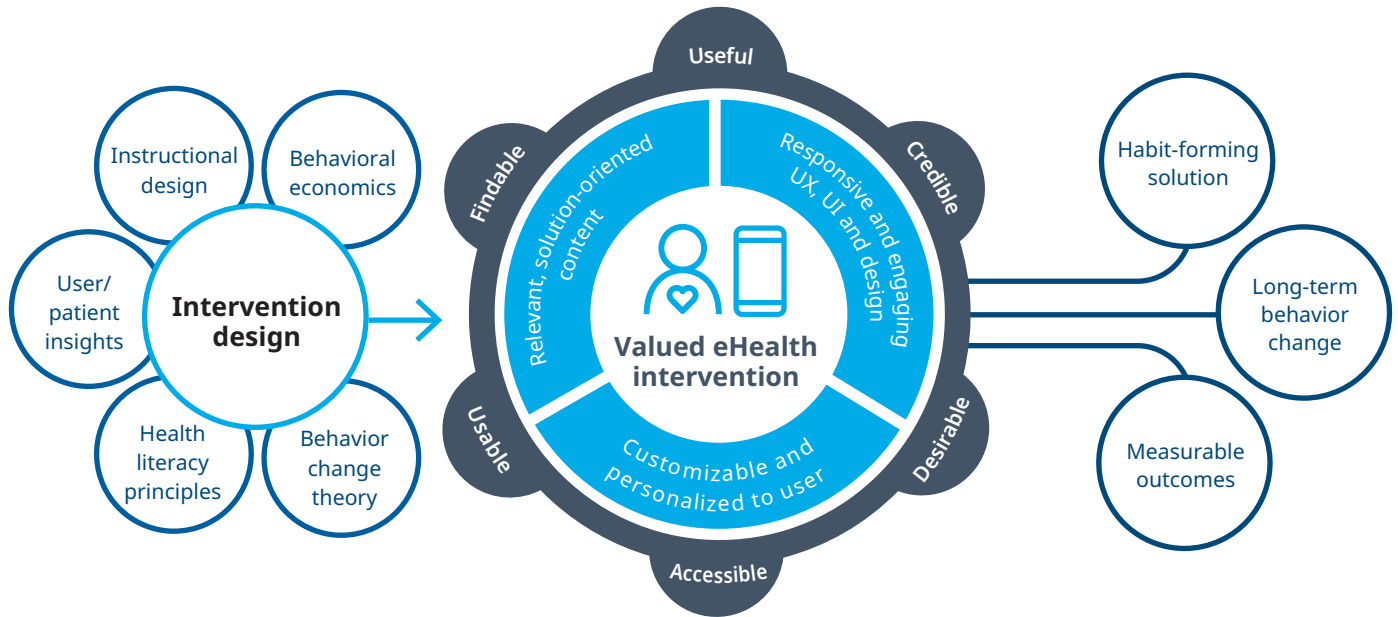 Instructional
design
Behavioral
economics
User/
patient
insights
Intervention
design
Health
literacy
principles
Behavior
change
theory
Useful
Findable
Credible
Usable
Desirable
Accessible
Relevant, solution-oriented
content
Responsive and engaging
UX, UI and design
Customizable and
personalized to user
Valued eHealth
intervention
Habit-forming
solution
Long-term
behavior
change
Measurable
outcomes